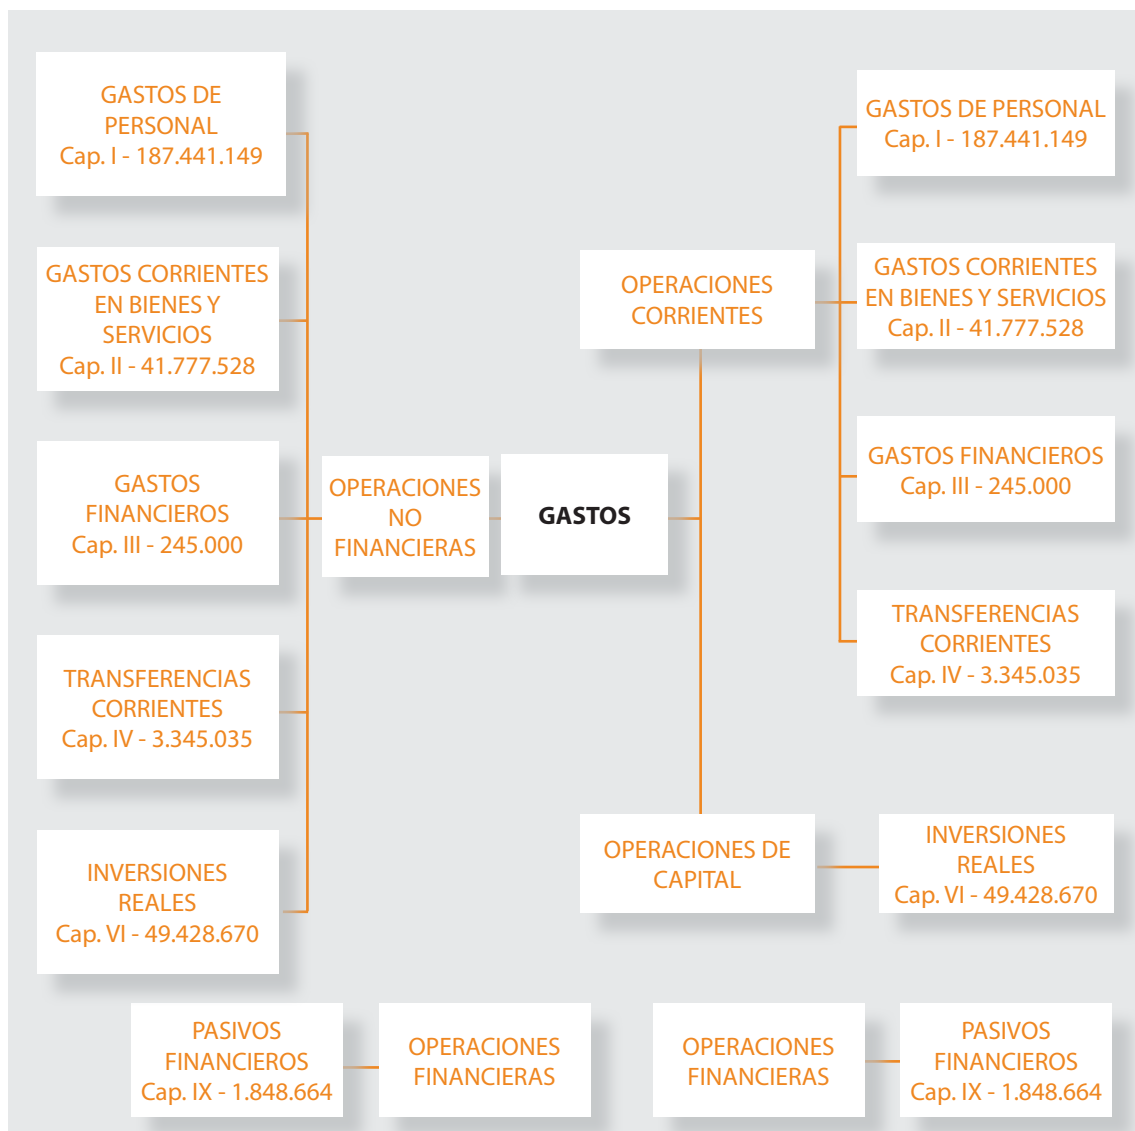 GASTOS DE
PERSONAL
Cap. I - 187.441.149
GASTOS CORRIENTES
EN BIENES Y
SERVICIOS
Cap. II - 41.777.528
GASTOS
FINANCIEROS
Cap. III - 245.000
TRANSFERENCIAS
CORRIENTES
Cap. IV - 3.345.035
INVERSIONES
REALES
Cap. VI - 49.428.670
OPERACIONES
NO
FINANCIERAS
GASTOS
OPERACIONES
CORRIENTES
GASTOS DE PERSONAL
Cap. I - 187.441.149
GASTOS CORRIENTES
EN BIENES Y SERVICIOS
Cap. II - 41.777.528
GASTOS FINANCIEROS
Cap. III - 245.000
TRANSFERENCIAS
CORRIENTES
Cap. IV - 3.345.035
OPERACIONES DE
CAPITAL
INVERSIONES
REALES
Cap. VI - 49.428.670
PASIVOS
FINANCIEROS
Cap. IX - 1.848.664
OPERACIONES
FINANCIERAS
OPERACIONES
FINANCIERAS
PASIVOS
FINANCIEROS
Cap. IX - 1.848.664